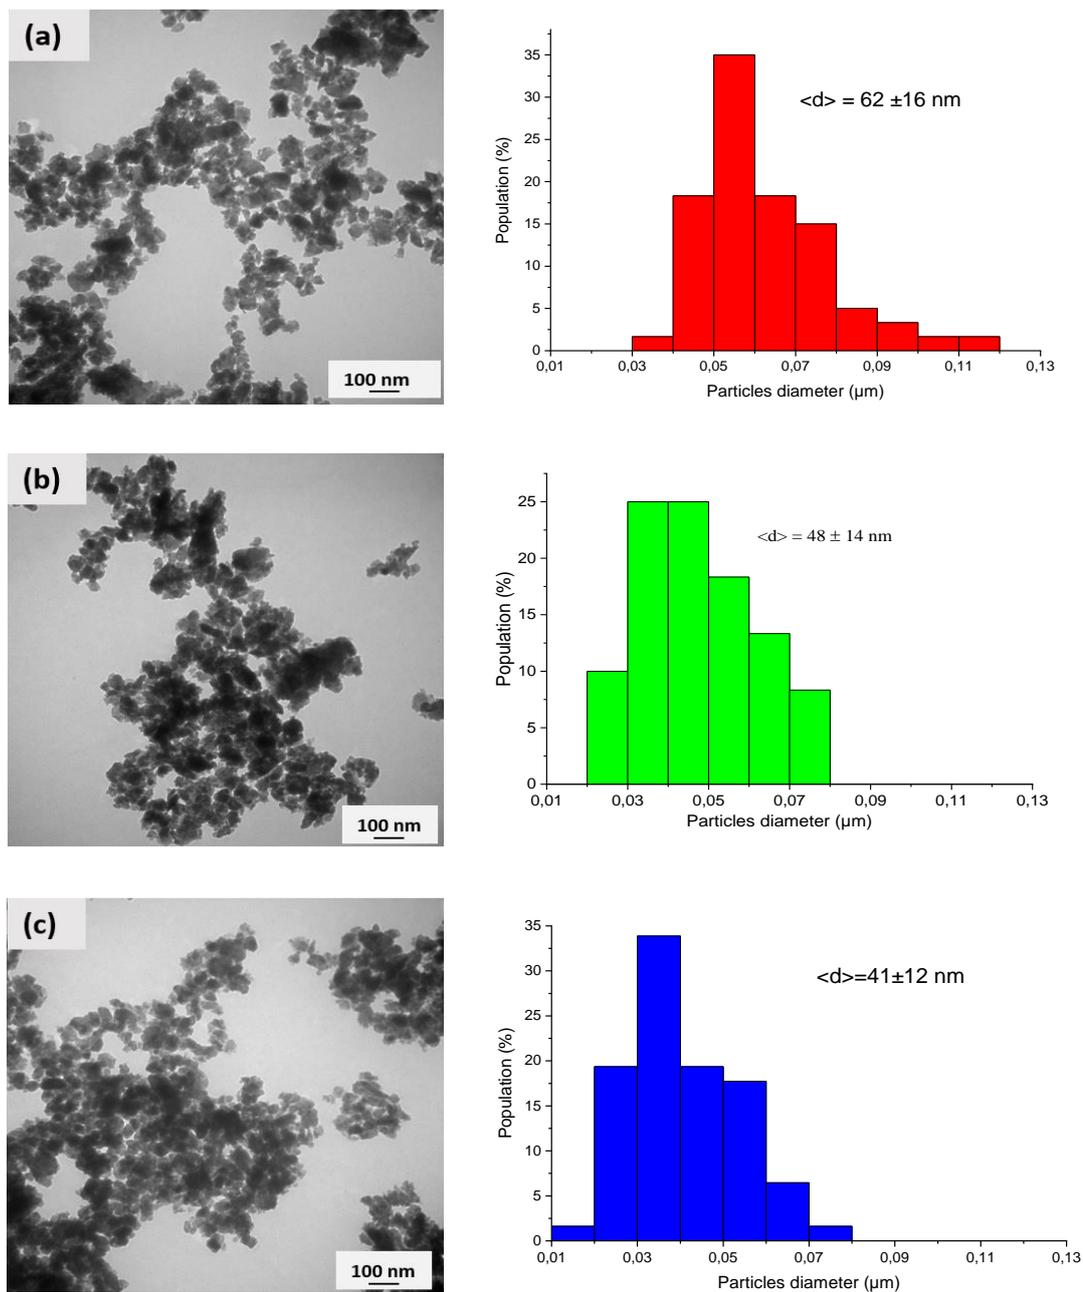 (a)
35
30
25
20
15
10
5
0
Population (%)
<d> = 62 ±16 nm
0,01 0,03 0,05 0,07 0,09 0,11 0,13
Particles diameter (µm)
100 nm
(b)
25
20
15
10
5
0
Population (%)
<d> = 48 ± 14 nm
0,01 0,03 0,05 0,07 0,09 0,11 0,13
Particles diameter (µm)
100 nm
(c)
35
30
25
20
15
10
5
0
Population (%)
<d>=41±12 nm
0,01 0,03 0,05 0,07 0,09 0,11 0,13
Particles diameter (µm)
100 nm